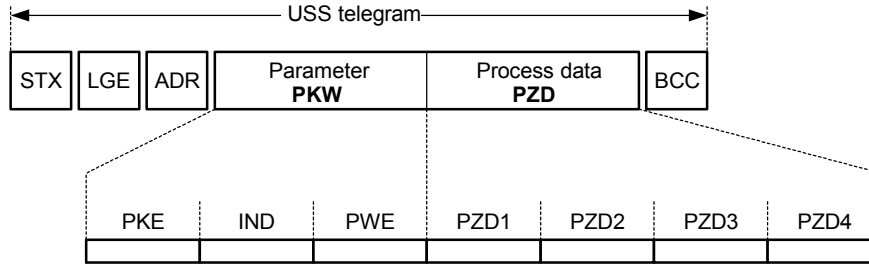 USS telegram
STX LGE ADR Parameter PKW Process data PZD BCC
PKE IND PWE PZD1 PZD2 PZD3 PZD4